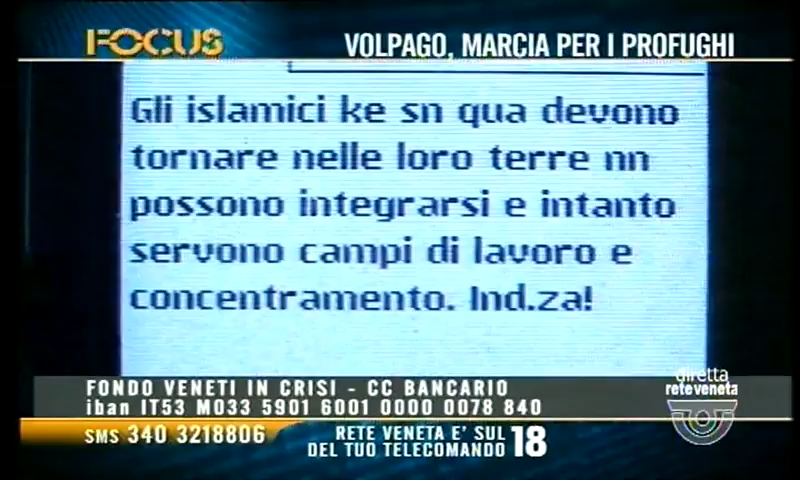 FOCUS
VOLPAGO, MARCIA PER I PROFUGHI
Gli islamici ke sn qua devono
tornare nelle loro terre nn
possono integrarsi e intanto
servono campi di lavoro e
concentramento. Ind.za!
FONDO VENETI IN CRISI - CC BANCARIO
iban IT53 M033 5901 6001 0000 0078 840
diretta
reteveneta
SMS 340 3218806
RETE VENETA E' SUL
DEL TUO TELECOMANDO 18